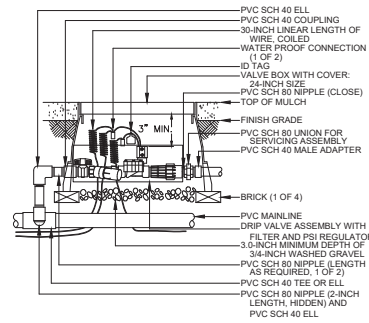 PVC SCH 40 ELL
PVC SCH 40 COUPLING
30-INCH LINEAR LENGTH OF
WIRE, COILED
WATER PROOF CONNECTION
(1 OF 2)
ID TAG
VALVE BOX WITH COVER:
24-INCH SIZE
PVC SCH 80 NIPPLE (CLOSE)
TOP OF MULCH
3" MIN.
FINISH GRADE
PVC SCH 80 UNION FOR
SERVICING ASSEMBLY
PVC SCH 40 MALE ADAPTER
BRICK (1 OF 4)
PVC MAINLINE
DRIP VALVE ASSEMBLY WITH
FILTER AND PSI REGULATOR
3.0-INCH MINIMUM DEPTH OF
3/4-INCH WASHED GRAVEL
PVC SCH 80 NIPPLE (LENGTH
AS REQUIRED, 1 OF 2)
PVC SCH 40 TEE OR ELL
PVC SCH 80 NIPPLE (2-INCH
LENGTH, HIDDEN) AND
PVC SCH 40 ELL